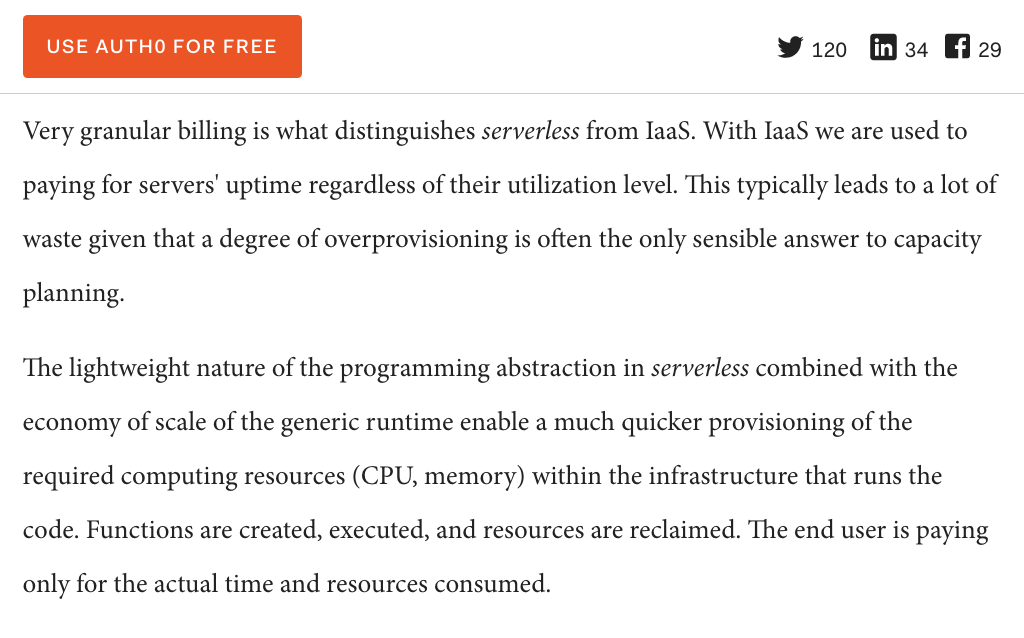 USE AUTH0 FOR FREE
120 34 29
Very granular billing is what distinguishes serverless from IaaS. With IaaS we are used to
paying for servers' uptime regardless of their utilization level. This typically leads to a lot of
waste given that a degree of overprovisioning is often the only sensible answer to capacity
planning.
The lightweight nature of the programming abstraction in serverless combined with the
economy of scale of the generic runtime enable a much quicker provisioning of the
required computing resources (CPU, memory) within the infrastructure that runs the
code. Functions are created, executed, and resources are reclaimed. The end user is paying
only for the actual time and resources consumed.